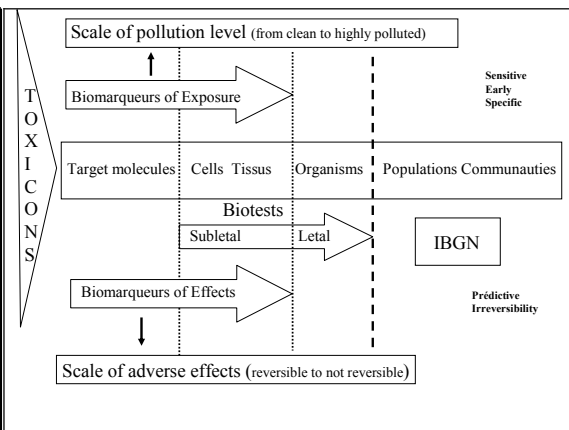 Scale of pollution level (from clean to highly polluted)
TOXICONS
Biomarqueurs of Exposure
Sensitive
Early
Specific
Target molecules Cells Tissus Organisms Populations Communauties
Biotests
Subletal Letal
IBGN
Biomarqueurs of Effects
Prédictive
Irreversibility
Scale of adverse effects (reversible to not reversible)